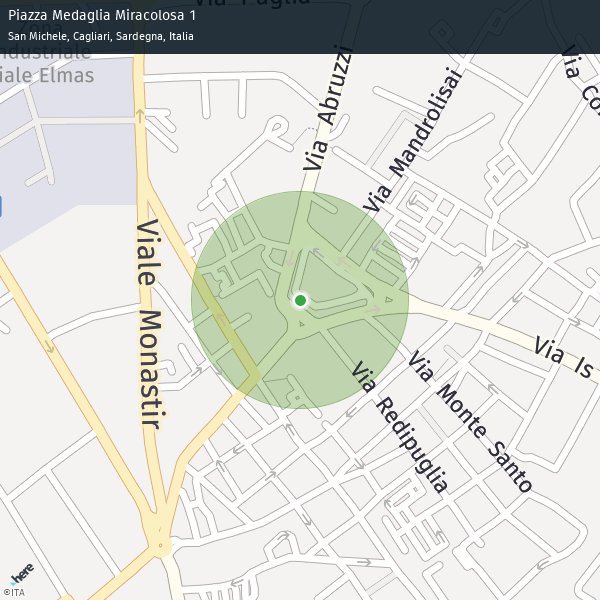 Piazza Medaglia Miracolosa 1
San Michele, Cagliari, Sardegna, Italia
Via Puglia
Zona
Industriale
Viale Elmas
Via Abruzzi
Via Mandrolisai
Via Co
Viale Monastir
Via Is
Via Redipuglia
Via Monte Santo
here
©ITA